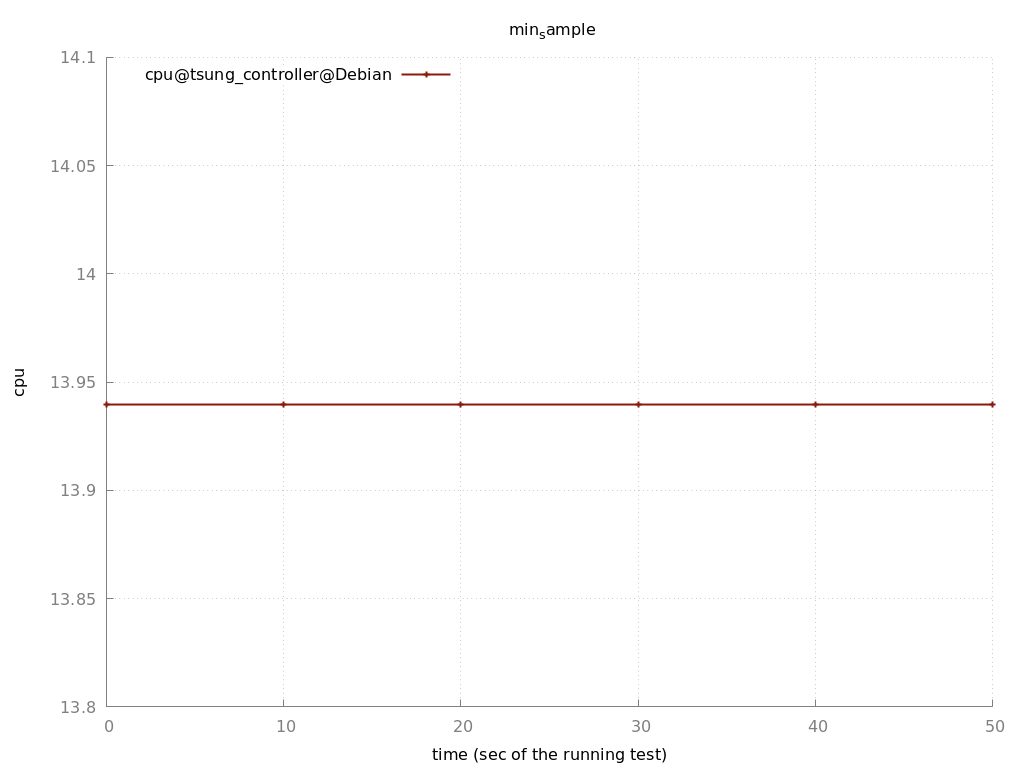 min_sample
14.1
cpu@tsung_controller@Debian
14.05
14
13.95
cpu
13.9
13.85
13.8
0 10 20 30 40 50
time (sec of the running test)